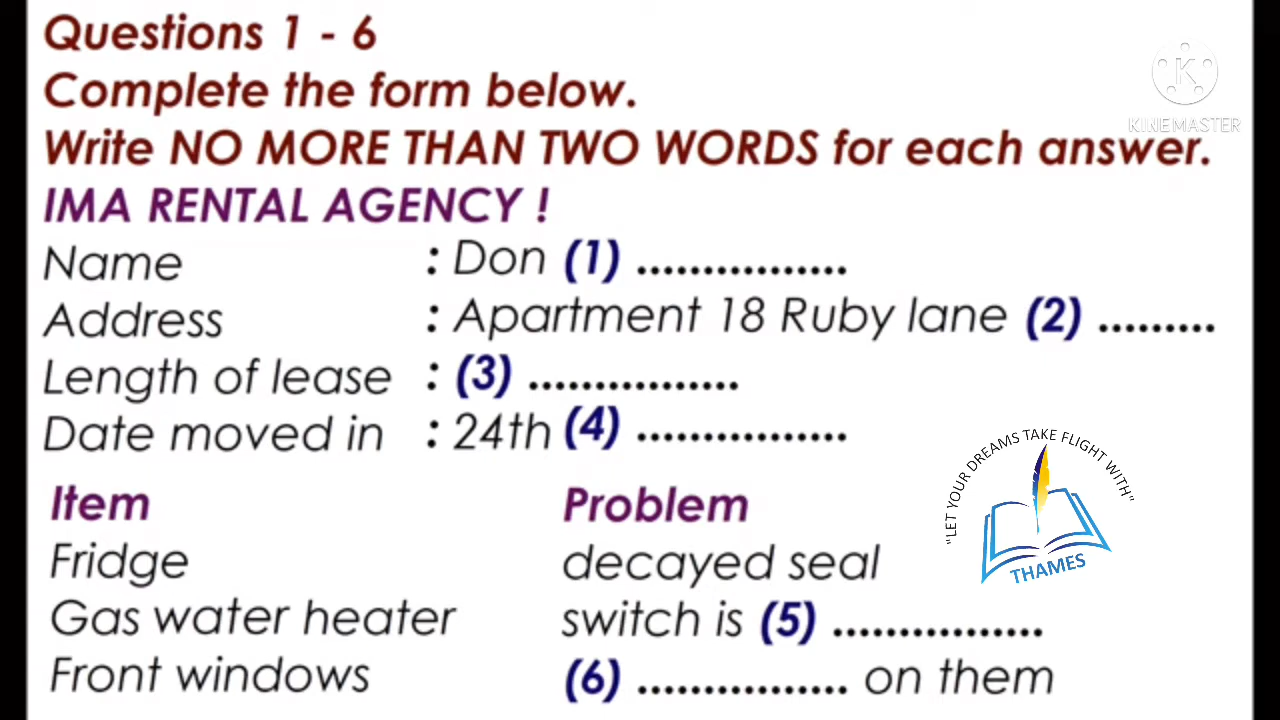 Questions 1 - 6
Complete the form below.
Write NO MORE THAN TWO WORDS for each answer.
K
KINEMASTER
IMA RENTAL AGENCY !
Name : Don (1) ................
Address : Apartment 18 Ruby lane (2) .........
Length of lease : (3) ................
Date moved in : 24th (4) ................
Item Problem
Fridge decayed seal
Gas water heater switch is (5) ................
Front windows (6) ................ on them
"LET YOUR DREAMS TAKE FLIGHT WITH"
THAMES